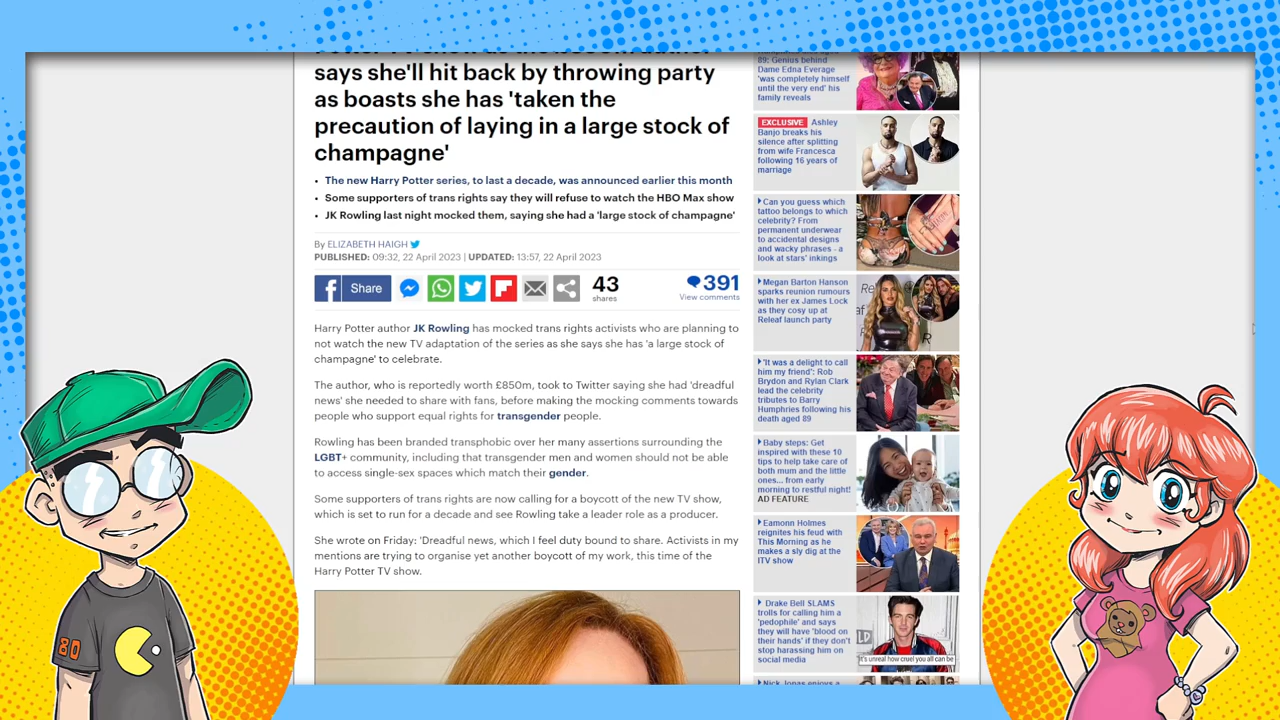 says she'll hit back by throwing party
as boasts she has 'taken the
precaution of laying in a large stock of
champagne'
• The new Harry Potter series, to last a decade, was announced earlier this month
• Some supporters of trans rights say they will refuse to watch the HBO Max show
• JK Rowling last night mocked them, saying she had a 'large stock of champagne'
By ELIZABETH HAIGH
PUBLISHED: 09:32, 22 April 2023 | UPDATED: 13:57, 22 April 2023
Share
43
shares
391
View comments
Harry Potter author JK Rowling has mocked trans rights activists who are planning to
not watch the new TV adaptation of the series as she says she has 'a large stock of
champagne' to celebrate.
The author, who is reportedly worth £850m, took to Twitter saying she had 'dreadful
news' she needed to share with fans, before making the mocking comments towards
people who support equal rights for transgender people.
Rowling has been branded transphobic over her many assertions surrounding the
LGBT+ community, including that transgender men and women should not be able
to access single-sex spaces which match their gender.
Some supporters of trans rights are now calling for a boycott of the new TV show,
which is set to run for a decade and see Rowling take a leader role as a producer.
She wrote on Friday: 'Dreadful news, which I feel duty bound to share. Activists in my
mentions are trying to organise yet another boycott of my work, this time of the
Harry Potter TV show.
89: Genius behind
Dame Edna Everage
'was completely himself
until the very end' his
family reveals
EXCLUSIVE Ashley
Banjo breaks his
silence after splitting
from wife Francesca
following 16 years of
marriage
Can you guess which
tattoo belongs to which
celebrity? From
permanent underwear
to accidental designs
and wacky phrases - a
look at stars' inkings
Megan Barton Hanson
sparks reunion rumours
with her ex James Lock
as they cosy up at
Releaf launch party
'It was a delight to call
him my friend': Rob
Brydon and Rylan Clark
lead the celebrity
tributes to Barry
Humphries following his
death aged 89
Baby steps: Get
inspired with these 10
tips to help take care of
both mum and the little
ones... from early
morning to restful night!
AD FEATURE
Eamonn Holmes
reignites his feud with
This Morning as he
makes a sly dig at the
ITV show
Drake Bell SLAMS
trolls for calling him a
'pedophile' and says
they will have 'blood on
their hands' if they don't
stop harassing him on
social media
it's unreal how cruel you all can be
Nick Jonas enjoys a
80